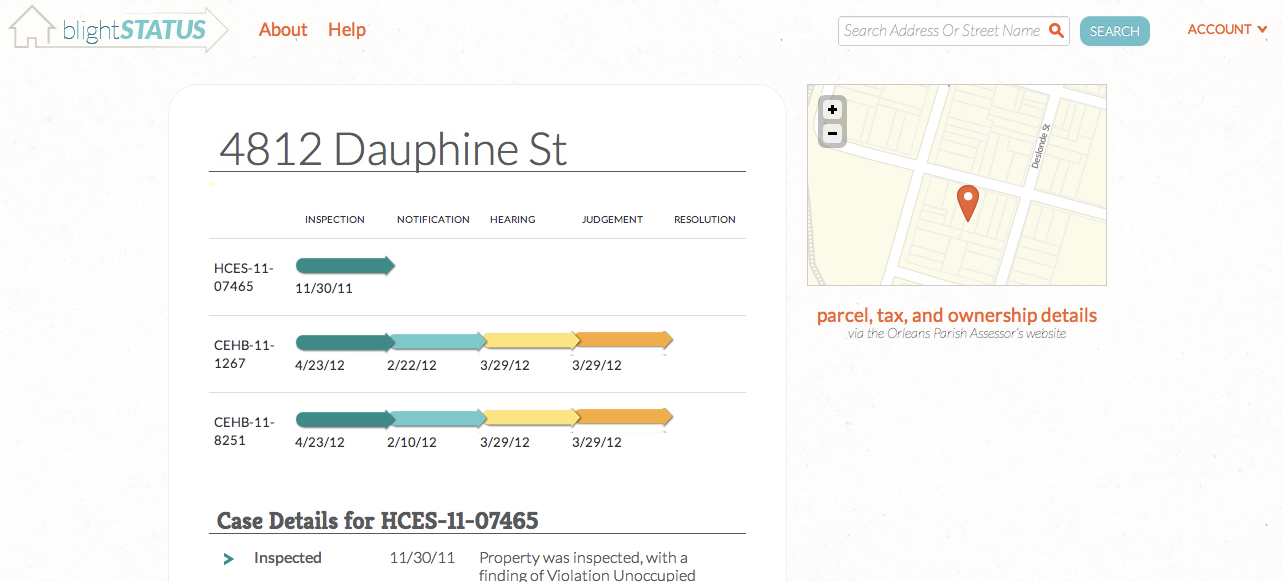 blightSTATUS
About Help
Search Address Or Street Name
SEARCH
ACCOUNT
4812 Dauphine St
INSPECTION NOTIFICATION HEARING JUDGEMENT RESOLUTION
HCES-11-
07465
11/30/11
CEHB-11-
1267
4/23/12 2/22/12 3/29/12 3/29/12
CEHB-11-
8251
4/23/12 2/10/12 3/29/12 3/29/12
Case Details for HCES-11-07465
Inspected 11/30/11 Property was inspected, with a
finding of Violation Unoccupied
+
−
Deslonde St
parcel, tax, and ownership details
via the Orleans Parish Assessor's website